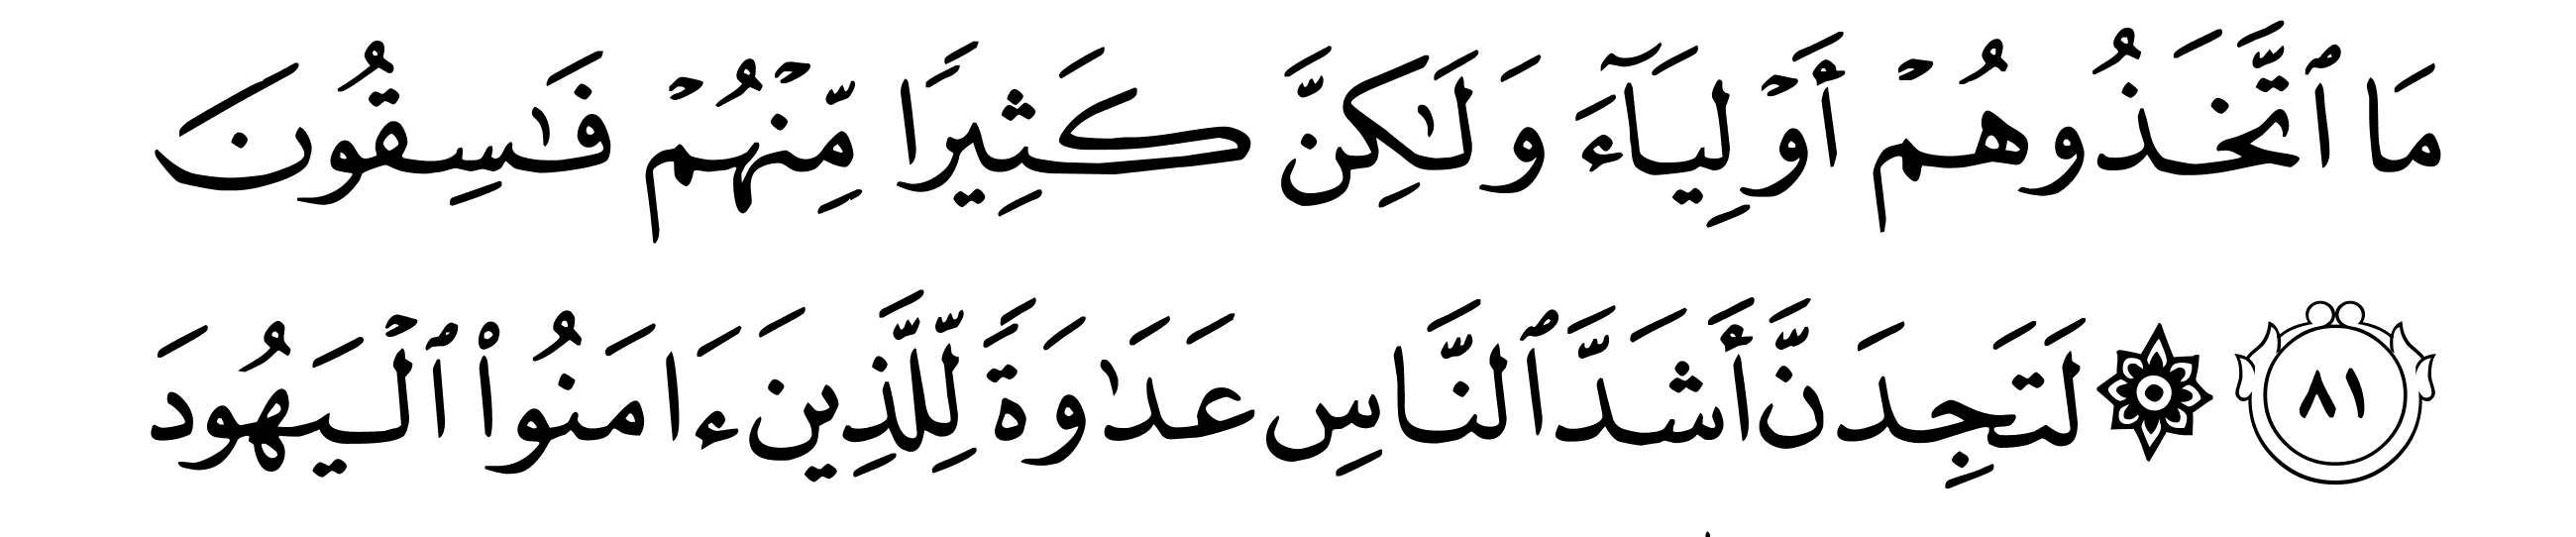 مَا ٱتَّخَذُوهُمۡ أَوۡلِيَآءَ وَلَٰكِنَّ كَثِيرًا مِّنۡهُمۡ فَٰسِقُونَ
٨١ ۞ لَتَجِدَنَّ أَشَدَّ ٱلنَّاسِ عَدَٰوَةً لِّلَّذِينَ ءَامَنُواْ ٱلۡيَهُودَ